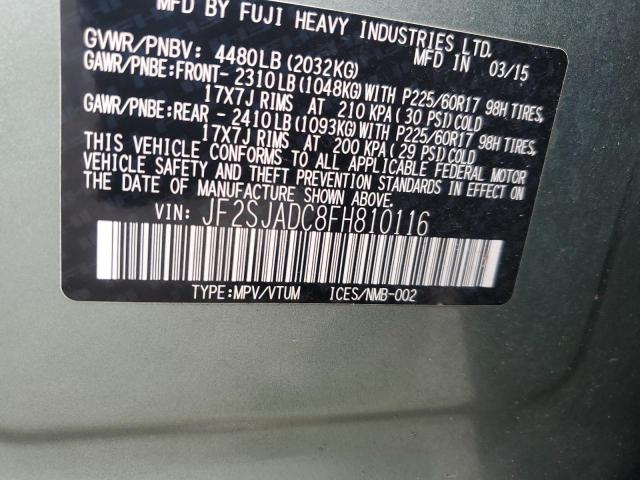 MFD BY FUJI HEAVY INDUSTRIES LTD.
GVWR/PNBV: 4480LB(2032KG) MFD IN 03/15
GAWR/PNBE:FRONT- 2310LB(1048KG)WITH P225/60R17 98H TIRES,
17X7J RIMS AT 210 KPA( 30 PSI)COLD
GAWR/PNBE:REAR - 2410LB(1093KG)WITH P225/60R17 98H TIRES,
17X7J RIMS AT 200 KPA( 29 PSI)COLD
THIS VEHICLE CONFORMS TO ALL APPLICABLE FEDERAL MOTOR
VEHICLE SAFETY AND THEFT PREVENTION STANDARDS IN EFFECT ON
THE DATE OF MANUFACTURE SHOWN ABOVE.
VIN: JF2SJADC8FH810116
TYPE:MPV/VTUM ICES/NMB-002